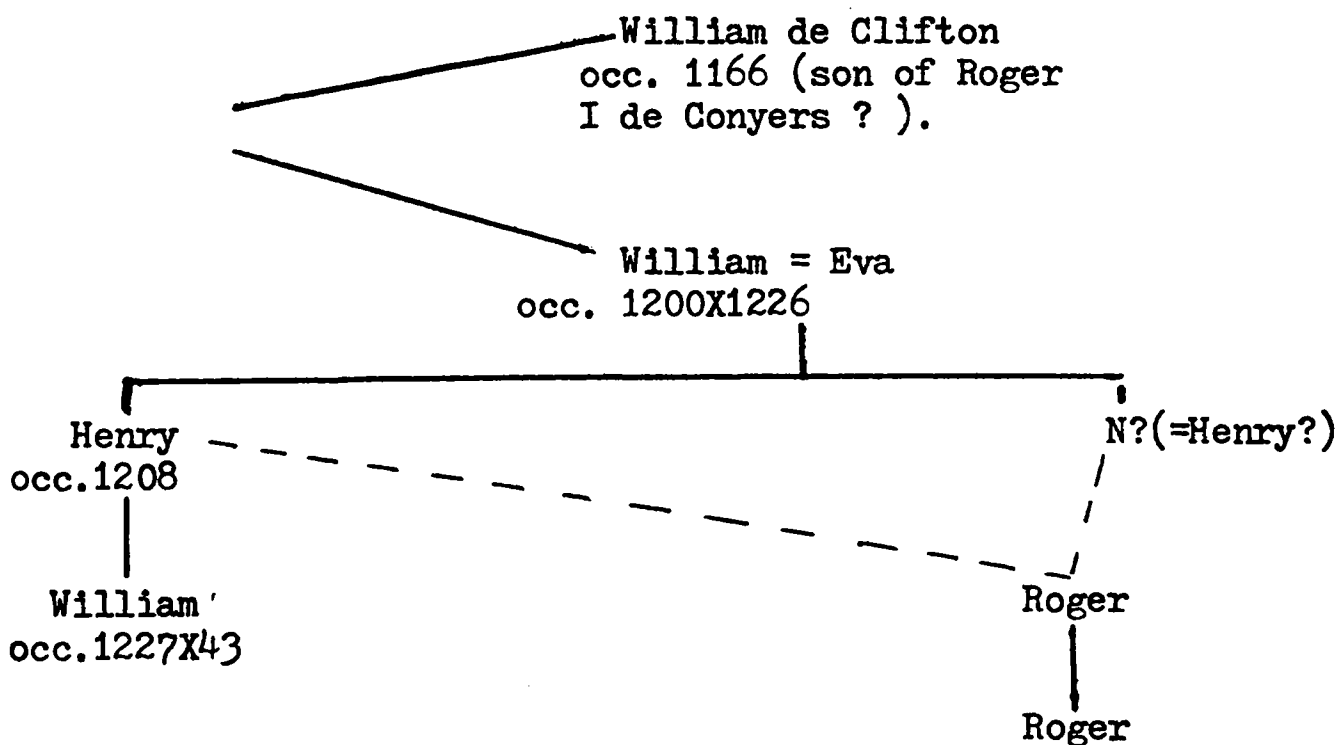 William de Clifton
occ. 1166 (son of Roger
I de Conyers ? ).
William = Eva
occ. 1200X1226
Henry
occ.1208
N?(=Henry?)
William
occ.1227X43
Roger
Roger